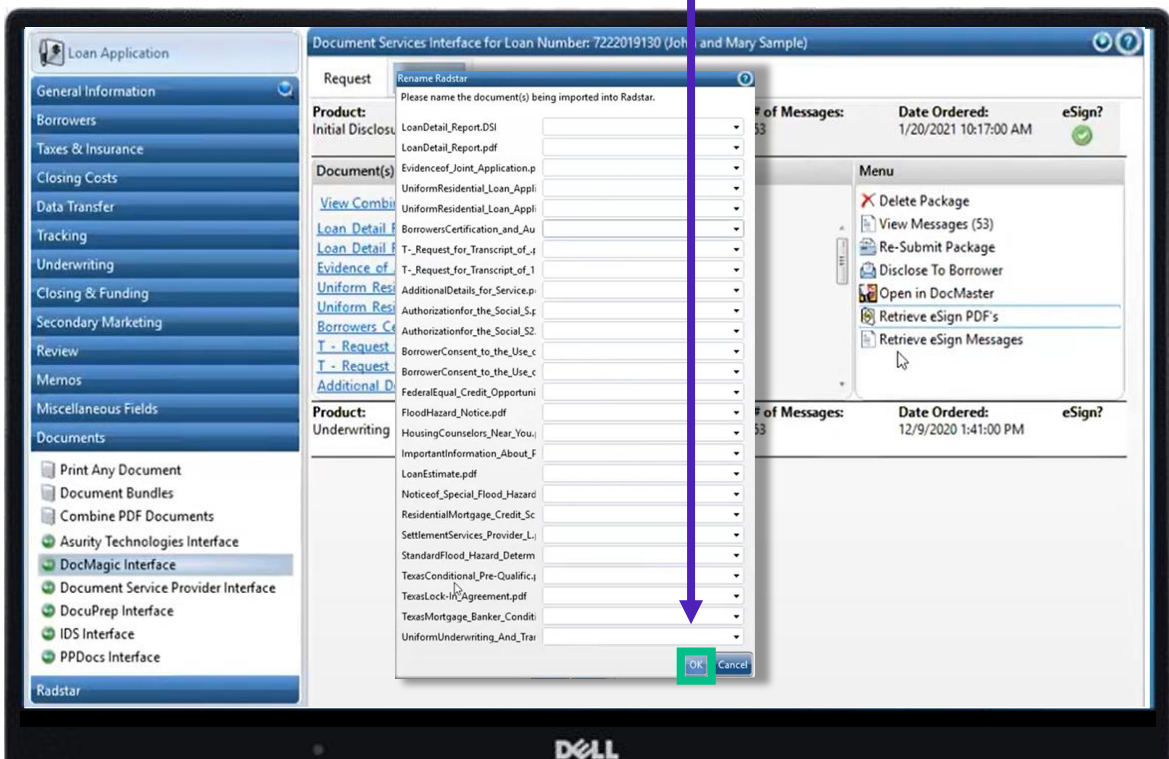 Loan Application
General Information
Borrowers
Taxes & Insurance
Closing Costs
Data Transfer
Tracking
Underwriting
Closing & Funding
Secondary Marketing
Review
Memos
Miscellaneous Fields
Documents
Print Any Document
Document Bundles
Combine PDF Documents
Asurity Technologies Interface
DocMagic Interface
Document Service Provider Interface
DocuPrep Interface
IDS Interface
PPDocs Interface
Radstar
Document Services Interface for Loan Number: 7222019130 (John and Mary Sample)
Request
Product:
Initial Disclosu
# of Messages:
53
Date Ordered:
1/20/2021 10:17:00 AM
eSign?
Document(s)
View Combi
Loan Detail R
Loan Detail R
Evidence of
Uniform Resi
Uniform Resi
Borrowers Ce
T - Request
T - Request
Additional D
Menu
Delete Package
View Messages (53)
Re-Submit Package
Disclose To Borrower
Open in DocMaster
Retrieve eSign PDF's
Retrieve eSign Messages
Product:
Underwriting
# of Messages:
53
Date Ordered:
12/9/2020 1:41:00 PM
eSign?
Rename Radstar
Please name the document(s) being imported into Radstar.
LoanDetail_Report.DSI
LoanDetail_Report.pdf
Evidenceof_Joint_Application.p
UniformResidential_Loan_Appli
UniformResidential_Loan_Appli
BorrowersCertification_and_Au
T-_Request_for_Transcript_of_.p
T-_Request_for_Transcript_of_1
AdditionalDetails_for_Service.p
Authorizationfor_the_Social_S.p
Authorizationfor_the_Social_S2.
BorrowerConsent_to_the_Use_c
BorrowerConsent_to_the_Use_c
FederalEqual_Credit_Opportuni
FloodHazard_Notice.pdf
HousingCounselors_Near_You.p
ImportantInformation_About_P
LoanEstimate.pdf
Noticeof_Special_Flood_Hazard
ResidentialMortgage_Credit_Sc
SettlementServices_Provider_L.p
StandardFlood_Hazard_Determ
TexasConditional_Pre-Qualific.p
TexasLock-In_Agreement.pdf
TexasMortgage_Banker_Conditi
UniformUnderwriting_And_Trar
OK
Cancel
DELL